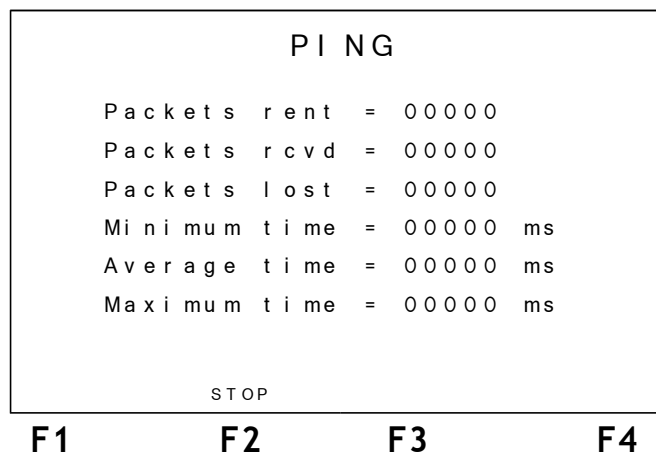 PING
Packets rent = 00000
Packets rcvd = 00000
Packets lost = 00000
Minimum time = 00000 ms
Average time = 00000 ms
Maximum time = 00000 ms
STOP
F1 F2 F3 F4